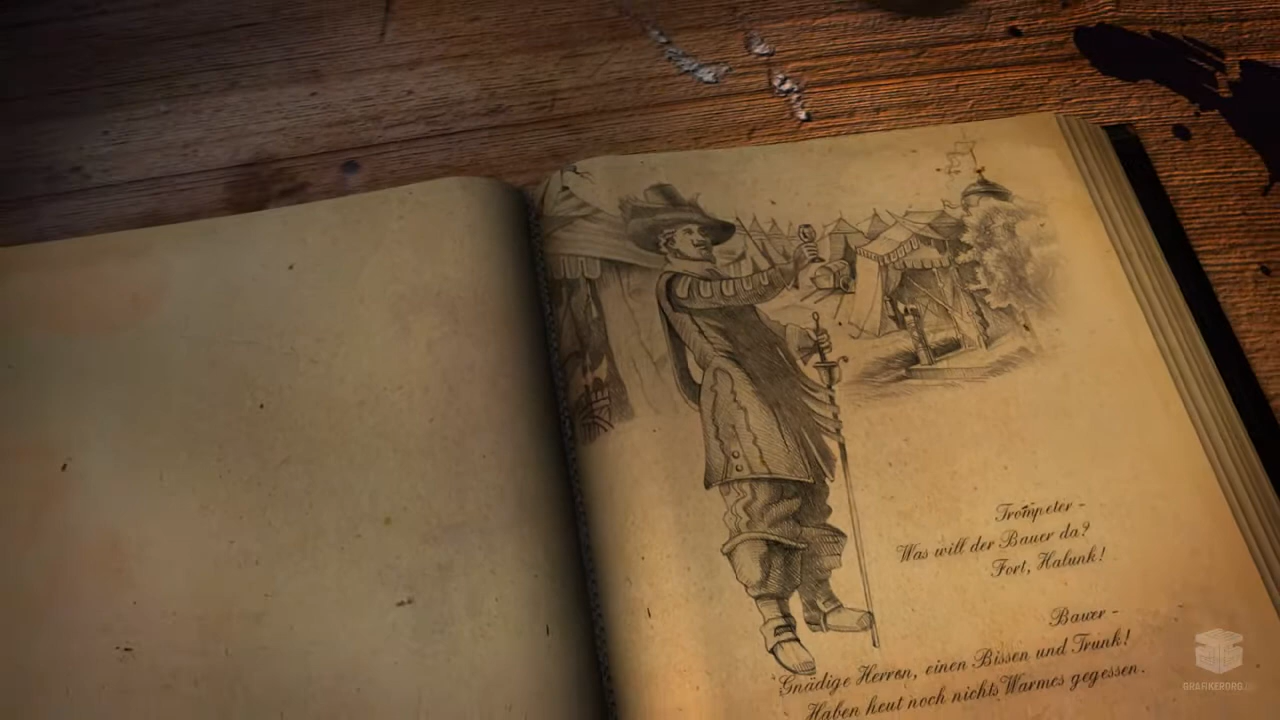 Trompeter -
Was will der Bauer da?
Fort, Halunk!
Bauer -
Gnädige Herren, einen Bissen und Trunk!
Haben heut noch nichts Warmes gegessen.
GRAFIKERORG.